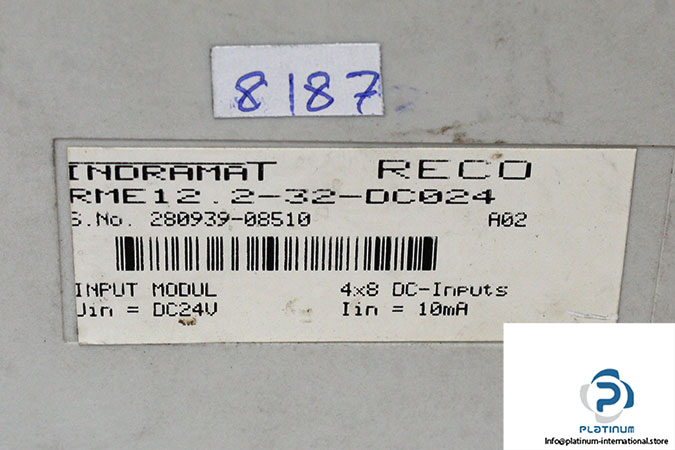 8187
INDRAMAT RECO
RME12.2-32-DC024
S.No. 280939-08510 A02
INPUT MODUL 4x8 DC-Inputs
Uin = DC24V Iin = 10mA
PLATINUM
Info@platinum-international.store